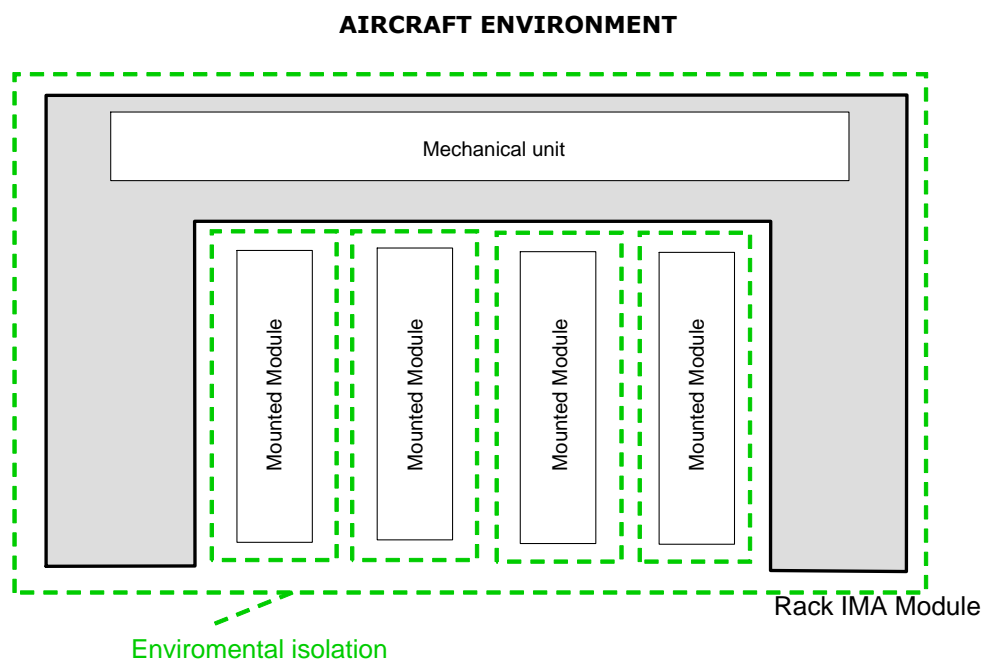 AIRCRAFT ENVIRONMENT
Mechanical unit
Mounted Module
Mounted Module
Mounted Module
Mounted Module
Rack IMA Module
Enviromental isolation